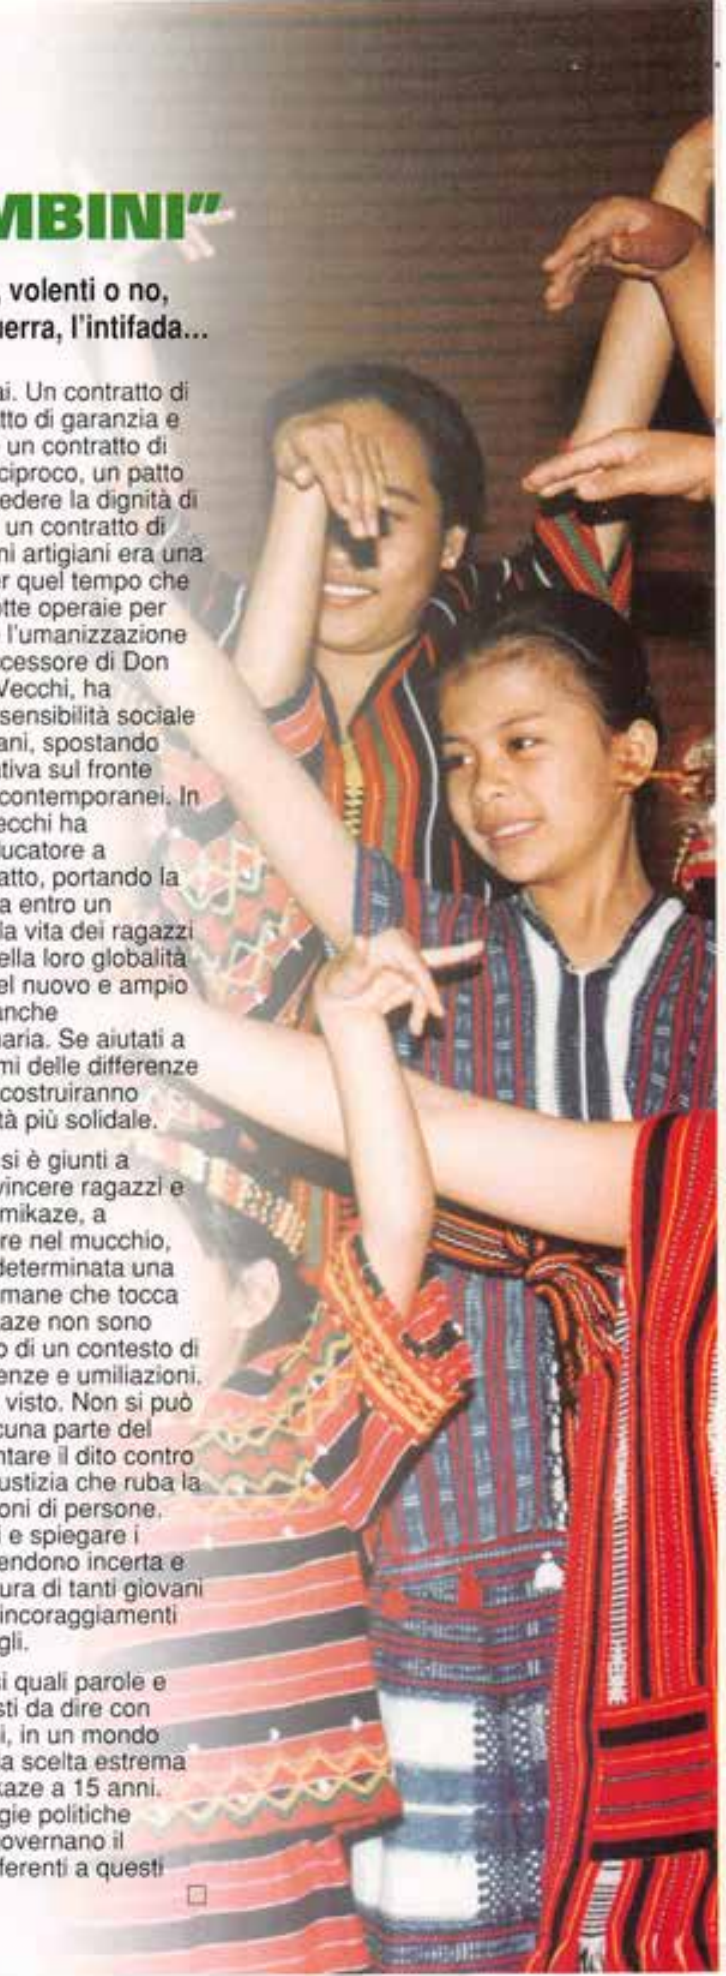 MBINI”
, volenti o no,
uerra, l'intifada...
ai. Un contratto di
tto di garanzia e
un contratto di
ciproco, un patto
edere la dignità di
un contratto di
ni artigiani era una
er quel tempo che
otte operaie per
l'umanizzazione
cessore di Don
Vecchi, ha
sensibilità sociale
ani, spostando
ativa sul fronte
contemporanei. In
ecchi ha
ducatore a
atto, portando la
a entro un
la vita dei ragazzi
ella loro globalità
el nuovo e ampio
anche
naria. Se aiutati a
mi delle differenze
costruiranno
tà più solidale.
si è giunti a
vincere ragazzi e
mikaze, a
re nel mucchio,
determinata una
mane che tocca
aze non sono
o di un contesto di
enze e umiliazioni.
visto. Non si può
cuna parte del
ntare il dito contro
ustizia che ruba la
oni di persone.
i e spiegare i
endono incerta e
ura di tanti giovani
incoraggiamenti
gli.
si quali parole e
sti da dire con
i, in un mondo
a scelta estrema
kaze a 15 anni.
gie politiche
overnano il
ferenti a questi